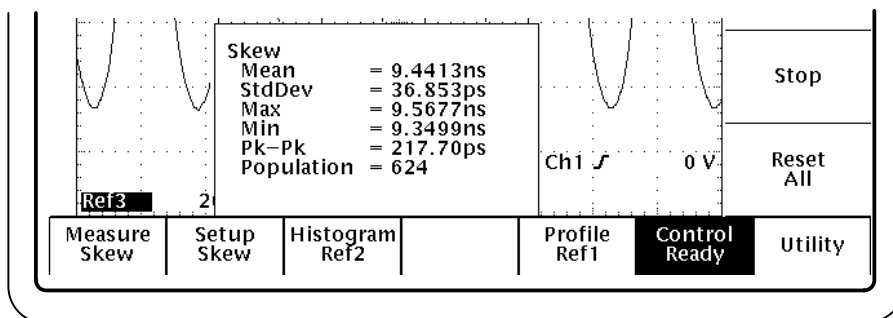 Skew
Mean = 9.4413ns
StdDev = 36.853ps
Max = 9.5677ns
Min = 9.3499ns
Pk-Pk = 217.70ps
Population = 624
Ch1 0 V
Ref3
Stop
Reset
All
Measure
Skew
Setup
Skew
Histogram
Ref2
Profile
Ref1
Control
Ready
Utility